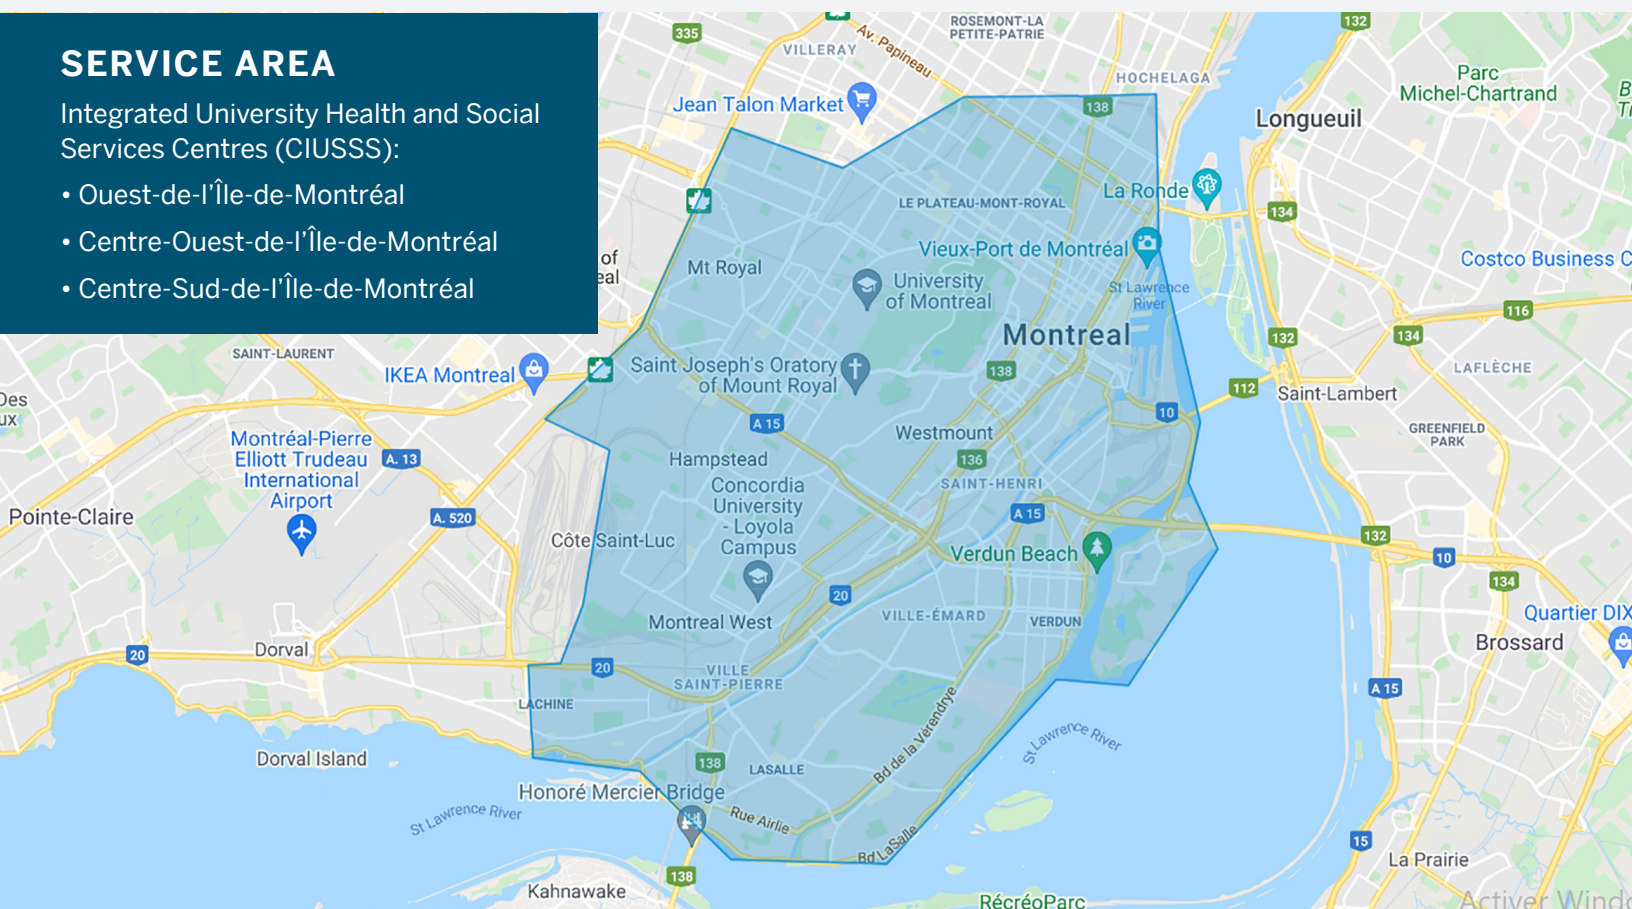 SERVICE AREA
Integrated University Health and Social
Services Centres (CIUSSS):
• Ouest-de-l'Île-de-Montréal
• Centre-Ouest-de-l'Île-de-Montréal
• Centre-Sud-de-l'Île-de-Montréal
335
VILLERAY
Av. Papineau
ROSEMONT-LA
PETITE-PATRIE
132
HOCHELAGA
Parc
Michel-Chartrand
Jean Talon Market
138
Longueuil
La Ronde
LE PLATEAU-MONT-ROYAL
134
Vieux-Port de Montréal
of
eal
Mt Royal
University
of Montreal
St Lawrence
River
Costco Business C
116
Montreal
132
134
SAINT-LAURENT
IKEA Montreal
Saint Joseph's Oratory
of Mount Royal
138
LAFLÈCHE
112
Saint-Lambert
Des
ux
A 15
10
Montréal-Pierre
Elliott Trudeau
International
Airport
A. 13
Westmount
GREENFIELD
PARK
Hampstead
136
Concordia
University
- Loyola
Campus
SAINT-HENRI
Pointe-Claire
A. 520
A 15
Côte Saint-Luc
132
Verdun Beach
10
134
20
Quartier DIX
Montreal West
VILLE-ÉMARD
VERDUN
Brossard
Dorval
20
20
VILLE
SAINT-PIERRE
A 15
LACHINE
Bd de la Vérendrye
St Lawrence River
Dorval Island
138
LASALLE
Honoré Mercier Bridge
St Lawrence River
Rue Airlie
Bd LaSalle
15
La Prairie
138
Kahnawake
RécréoParc
Activer Windo